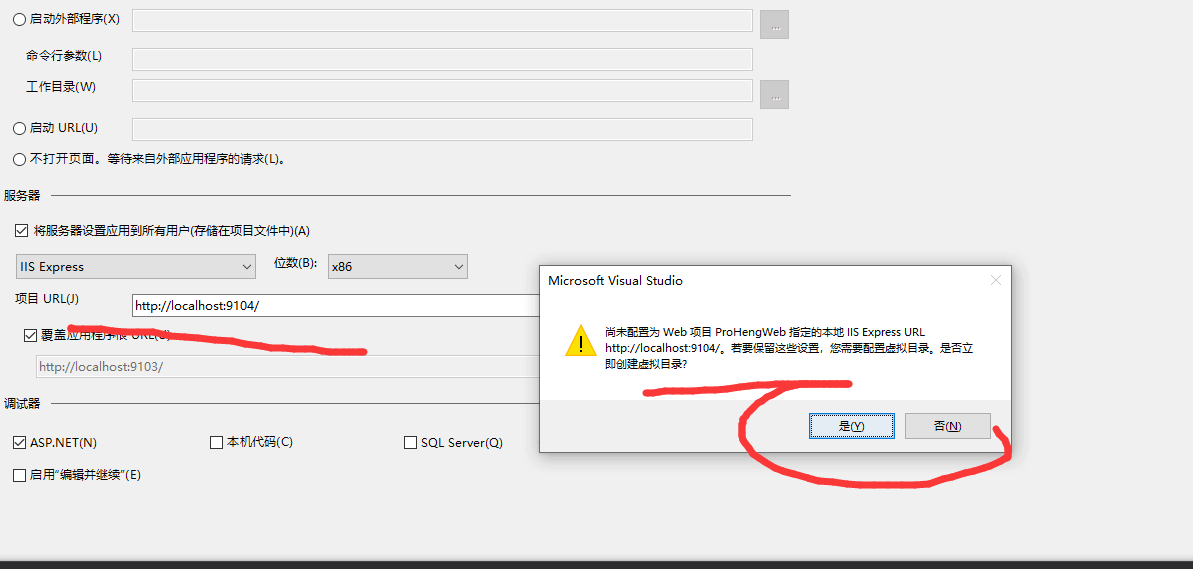 启动外部程序(X)
...
命令行参数(L)
工作目录(W)
...
启动 URL(U)
不打开页面。等待来自外部应用程序的请求(L)。
服务器
将服务器设置应用到所有用户(存储在项目文件中)(A)
IIS Express
位数(B):
x86
项目 URL(J)
http://localhost:9104/
覆盖应用程序根 URL(U)
http://localhost:9103/
调试器
ASP.NET(N)
本机代码(C)
SQL Server(Q)
启用“编辑并继续”(E)
Microsoft Visual Studio
尚未配置为 Web 项目 ProHengWeb 指定的本地 IIS Express URL
http://localhost:9104/。若要保留这些设置，您需要配置虚拟目录。是否立
即创建虚拟目录?
是(Y)
否(N)